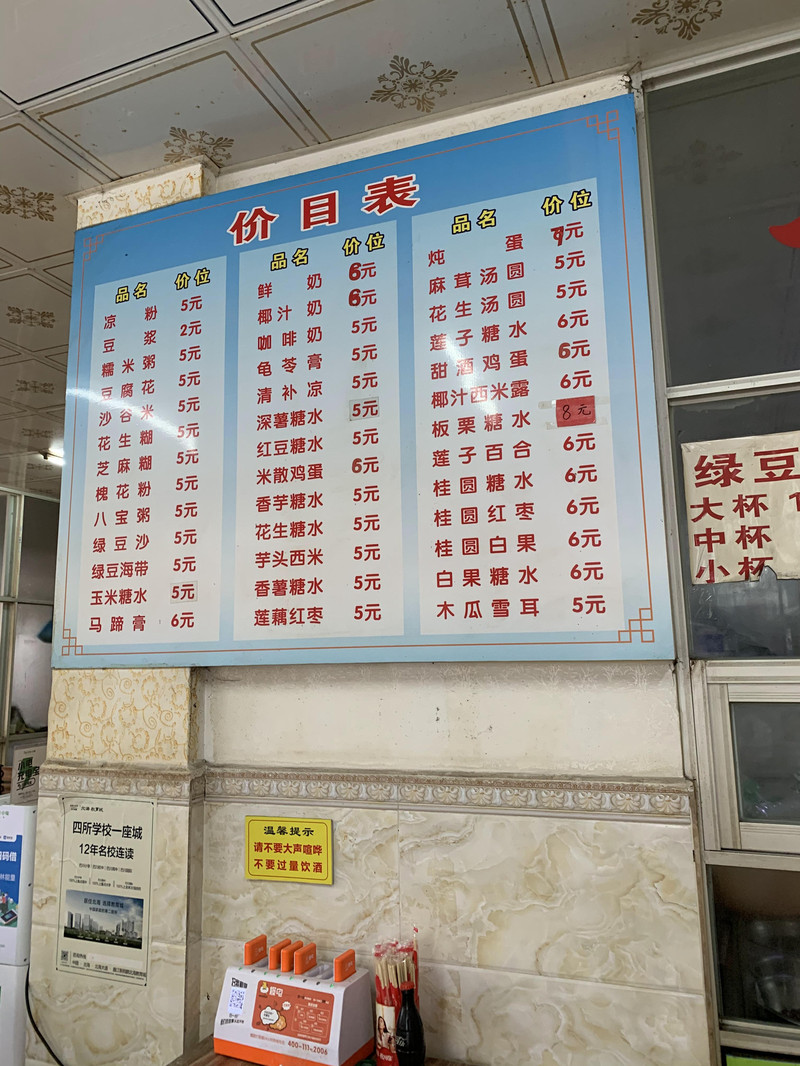 价目表
品名 价位
凉粉 5元
豆浆 2元
糯米粥 5元
豆腐花 5元
沙谷米 5元
花生糊 5元
芝麻糊 5元
槐花粉 5元
八宝粥 5元
绿豆沙 5元
绿豆海带 5元
玉米糖水 5元
马蹄膏 6元
品名 价位
鲜奶 6元
椰汁奶 6元
咖啡奶 5元
龟苓膏 5元
清补凉 5元
深薯糖水 5元
红豆糖水 5元
米散鸡蛋 6元
香芋糖水 5元
花生糖水 5元
芋头西米 5元
香薯糖水 5元
莲藕红枣 5元
品名 价位
炖蛋 7元
麻茸汤圆 5元
花生汤圆 5元
莲子糖水 6元
甜酒鸡蛋 6元
椰汁西米露 6元
板栗糖水 8元
莲子百合 6元
桂圆糖水 6元
桂圆红枣 6元
桂圆白果 6元
白果糖水 6元
木瓜雪耳 5元
绿豆
大杯 1
中杯
小杯
四所学校一座城
12年名校连读
温馨提示
请不要大声喧哗
不要过量饮酒
400-111-2006